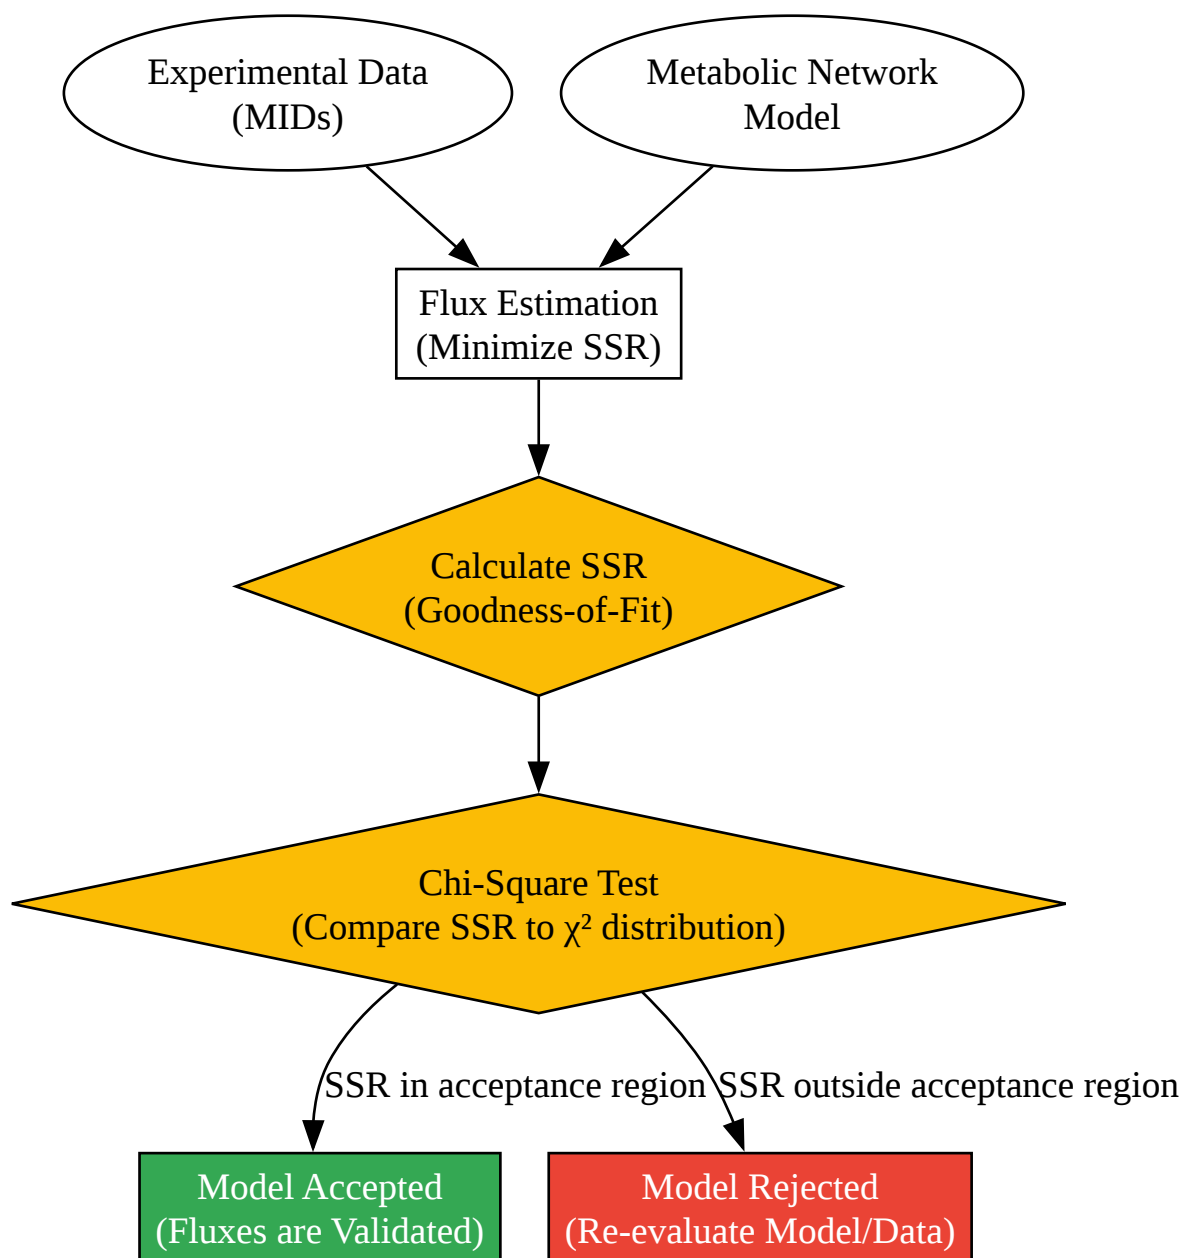 Experimental Data
(MIDs)
Metabolic Network
Model
Flux Estimation
(Minimize SSR)
Calculate SSR
(Goodness-of-Fit)
Chi-Square Test
(Compare SSR to χ² distribution)
SSR in acceptance region
SSR outside acceptance region
Model Accepted
(Fluxes are Validated)
Model Rejected
(Re-evaluate Model/Data)